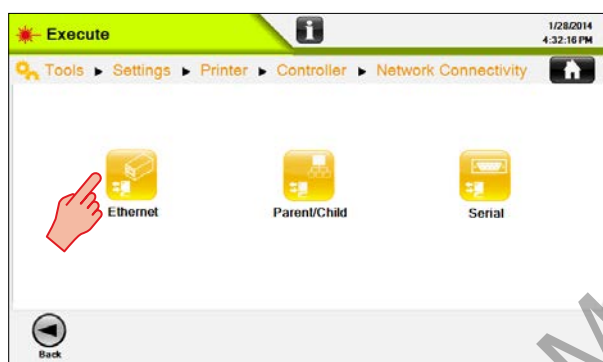 Execute
1/28/2014
4:32:16 PM
Tools ► Settings ► Printer ► Controller ► Network Connectivity
Ethernet
Parent/Child
Serial
Back
M